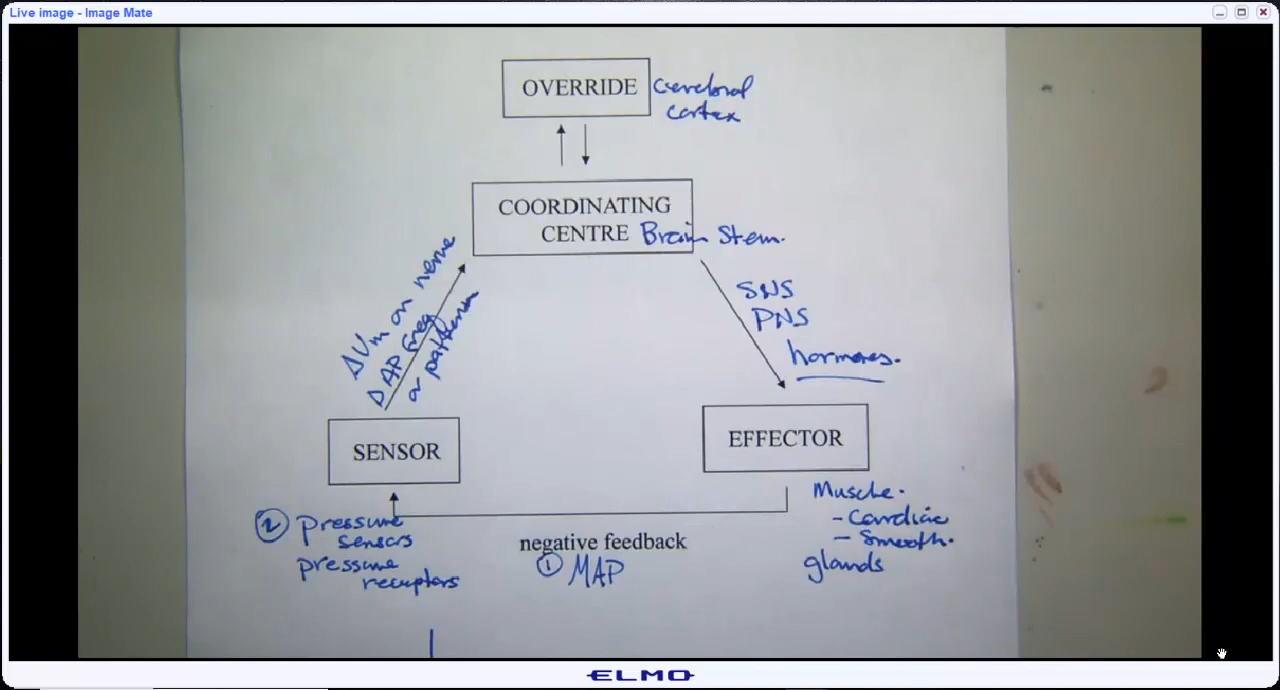 Live image - Image Mate
OVERRIDE
Cerebral
cortex
COORDINATING
CENTRE
Brain Stem.
ΔVm on nerve
ΔAP freq
or pattern
SNS
PNS
hormones.
SENSOR
EFFECTOR
② pressure
sensors
pressure
receptors
negative feedback
① MAP
Muscle.
- Cardiac
- Smooth.
glands
ELMO